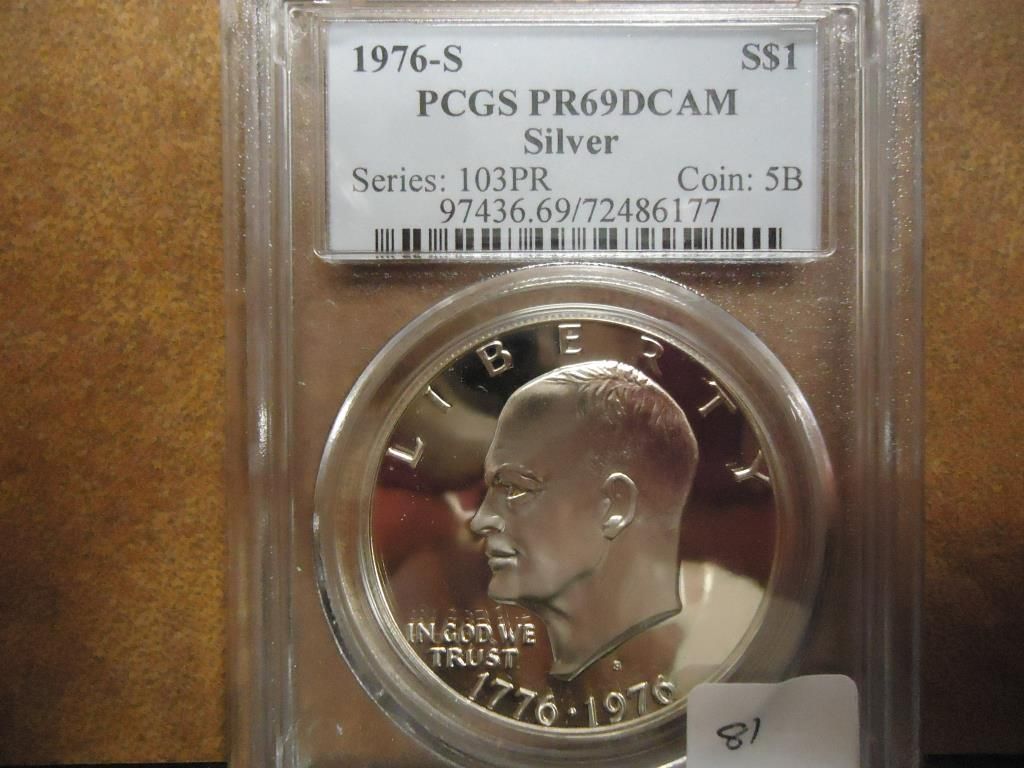 1976-S S$1
PCGS PR69DCAM
Silver
Series: 103PR Coin: 5B
97436.69/72486177
LIBERTY
IN GOD WE
TRUST
S
1776·1976
81